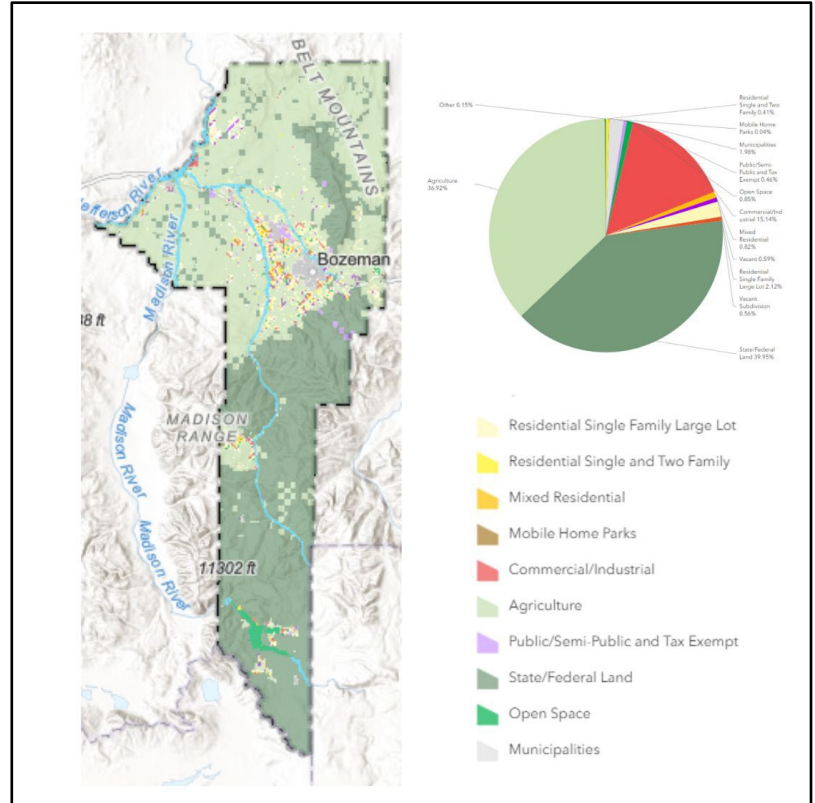 BELT MOUNTAINS
Jefferson River
Madison River
Bozeman
8 ft
MADISON
RANGE
Madison River
Madison River
11302 ft
Other 0.15%
Agriculture
36.92%
Residential
Single and Two
Family 0.41%
Mobile Home
Parks 0.04%
Municipalities
1.98%
Public/Semi-
Public and Tax
Exempt 0.46%
Open Space
0.85%
Commercial/Ind
ustrial 15.14%
Mixed
Residential
0.82%
Vacant 0.59%
Residential
Single Family
Large Lot 2.12%
Vacant
Subdivision
0.56%
State/Federal
Land 39.95%
Residential Single Family Large Lot
Residential Single and Two Family
Mixed Residential
Mobile Home Parks
Commercial/Industrial
Agriculture
Public/Semi-Public and Tax Exempt
State/Federal Land
Open Space
Municipalities